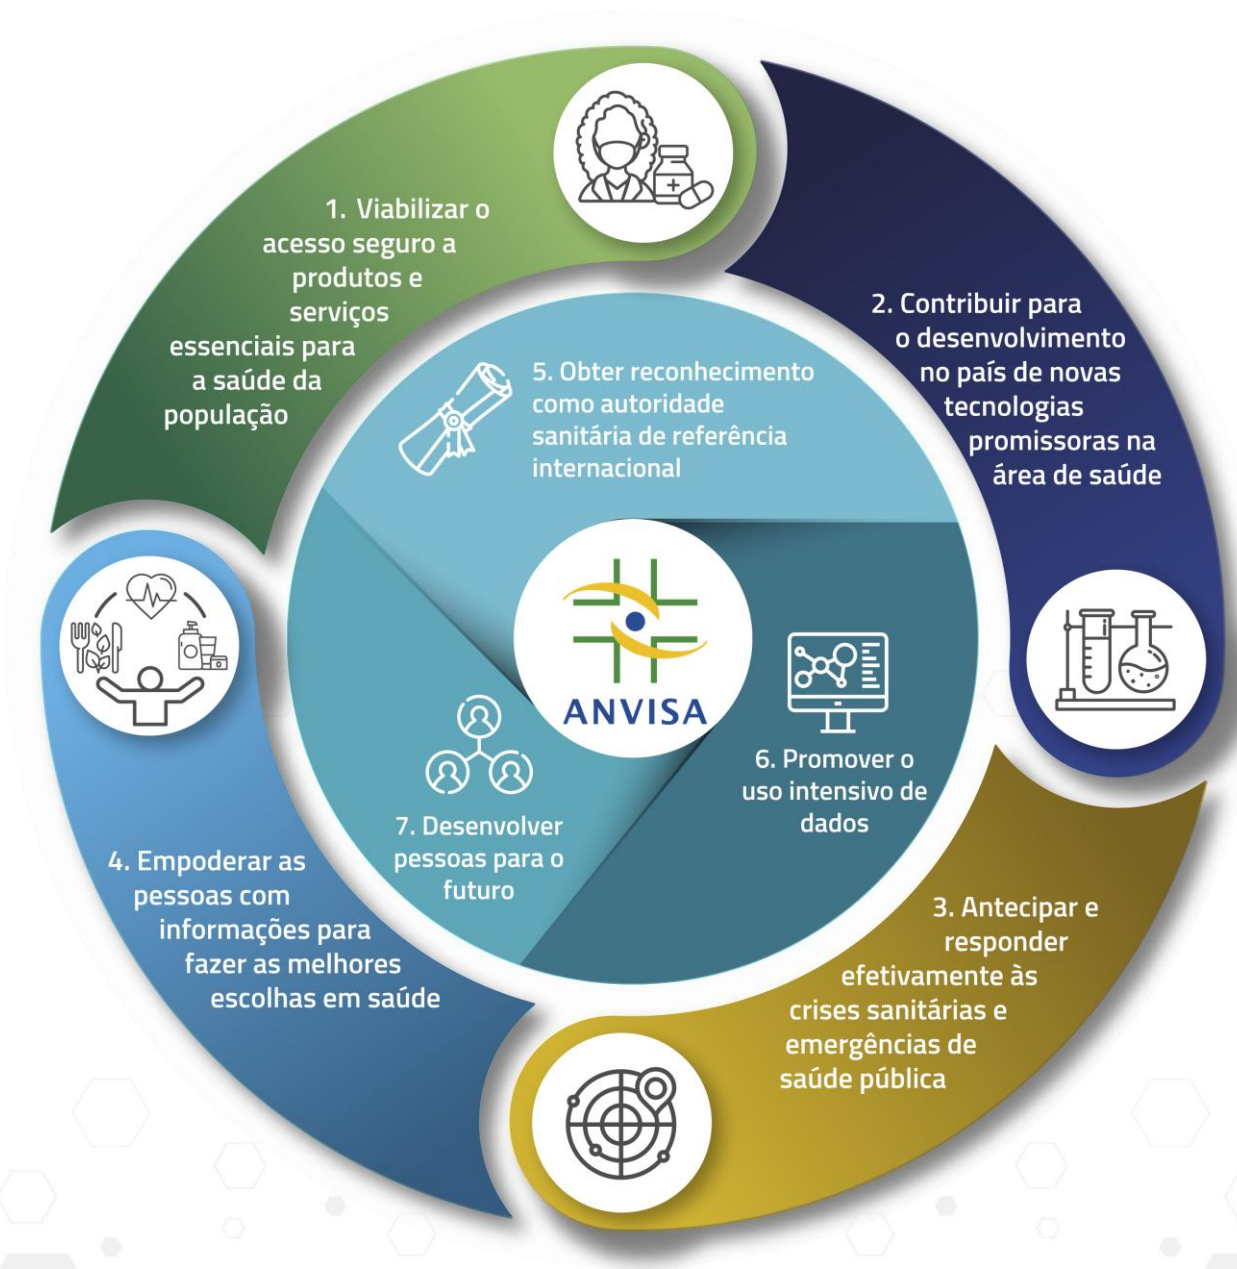 1. Viabilizar o
acesso seguro a
produtos e
serviços
essenciais para
a saúde da
população
2. Contribuir para
o desenvolvimento
no país de novas
tecnologias
promissoras na
área de saúde
3. Antecipar e
responder
efetivamente às
crises sanitárias e
emergências de
saúde pública
4. Empoderar as
pessoas com
informações para
fazer as melhores
escolhas em saúde
5. Obter reconhecimento
como autoridade
sanitária de referência
internacional
6. Promover o
uso intensivo de
dados
7. Desenvolver
pessoas para o
futuro
ANVISA